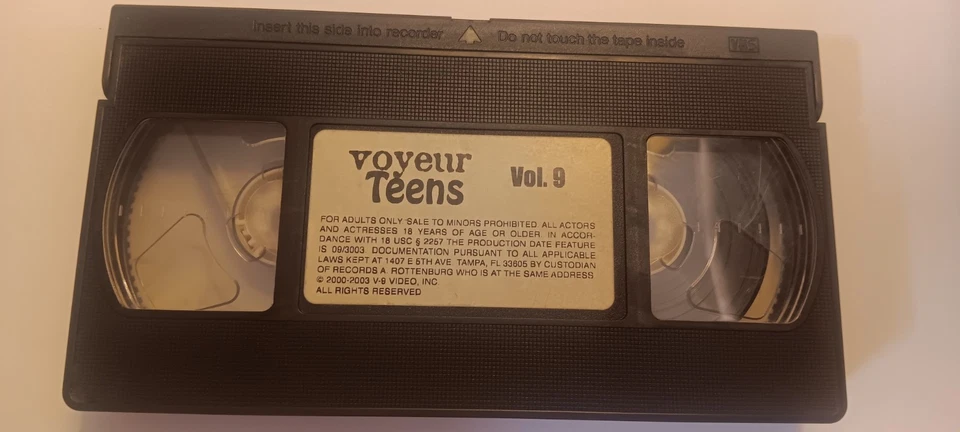 Insert this side into recorder Do not touch the tape inside VHS
voyeur
Teens Vol. 9
FOR ADULTS ONLY SALE TO MINORS PROHIBITED ALL ACTORS
AND ACTRESSES 18 YEARS OF AGE OR OLDER. IN ACCOR-
DANCE WITH 18 USC § 2257 THE PRODUCTION DATE FEATURE
IS 09/3003. DOCUMENTATION PURSUANT TO ALL APPLICABLE
LAWS KEPT AT 1407 E 5TH AVE. TAMPA, FL 33605 BY CUSTODIAN
OF RECORDS A. ROTTENBURG WHO IS AT THE SAME ADDRESS
© 2000-2003 V-9 VIDEO, INC.
ALL RIGHTS RESERVED